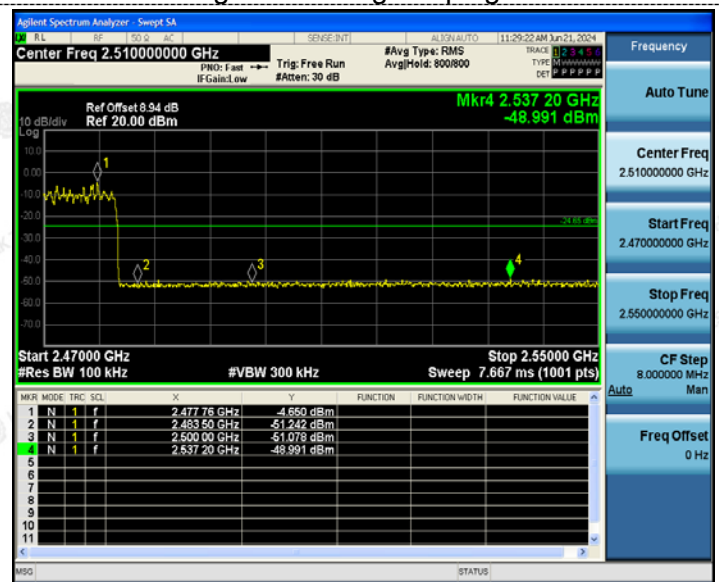 Agilent Spectrum Analyzer - Swept SA
RL RF 50 Ω AC SENSE:INT ALIGNAUTO 11:29:22 AM Jun 21, 2024
Center Freq 2.510000000 GHz
PNO: Fast
IFGain:Low
Trig: Free Run
#Atten: 30 dB
#Avg Type: RMS
Avg|Hold: 800/800
TRACE 1 2 3 4 5 6
TYPE M
DET P P P P P P
Frequency
Auto Tune
Center Freq
2.510000000 GHz
Start Freq
2.470000000 GHz
Stop Freq
2.550000000 GHz
CF Step
8.000000 MHz
Auto Man
Freq Offset
0 Hz
Mkr4 2.537 20 GHz
-48.991 dBm
Ref Offset 8.94 dB
10 dB/div Ref 20.00 dBm
Log
10.0
0.00
-10.0
-20.0
-30.0
-40.0
-50.0
-60.0
-70.0
1
2
3
4
-24.65 dBm
Start 2.47000 GHz Stop 2.55000 GHz
#Res BW 100 kHz #VBW 300 kHz Sweep 7.667 ms (1001 pts)
MKR MODE TRC SCL X Y FUNCTION FUNCTION WIDTH FUNCTION VALUE
1 N 1 f 2.477 76 GHz -4.650 dBm
2 N 1 f 2.483 50 GHz -51.242 dBm
3 N 1 f 2.500 00 GHz -51.078 dBm
4 N 1 f 2.537 20 GHz -48.991 dBm
5
6
7
8
9
10
11
MSG STATUS